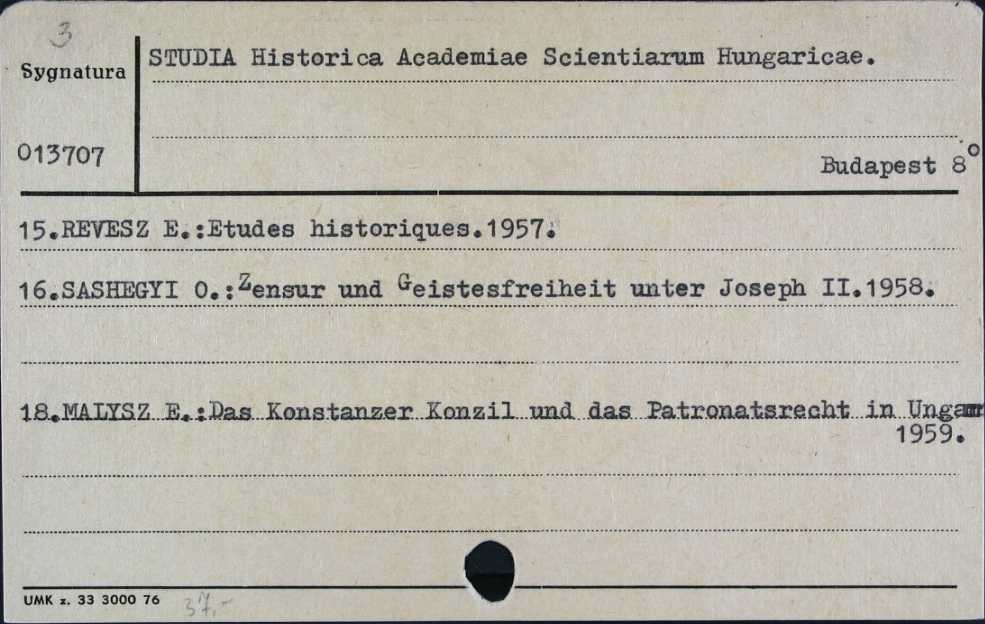 3
Sygnatura
STUDIA Historica Academiae Scientiarum Hungaricae.
013707
Budapest 8°
15.REVESZ E.:Etudes historiques.1957.
16.SASHEGYI O.:Zensur und Geistesfreiheit unter Joseph II.1958.
18.MALYSZ E.:Das Konstanzer Konzil und das Patronatsrecht in
1959.
UMK z. 33 3000 76
37,-